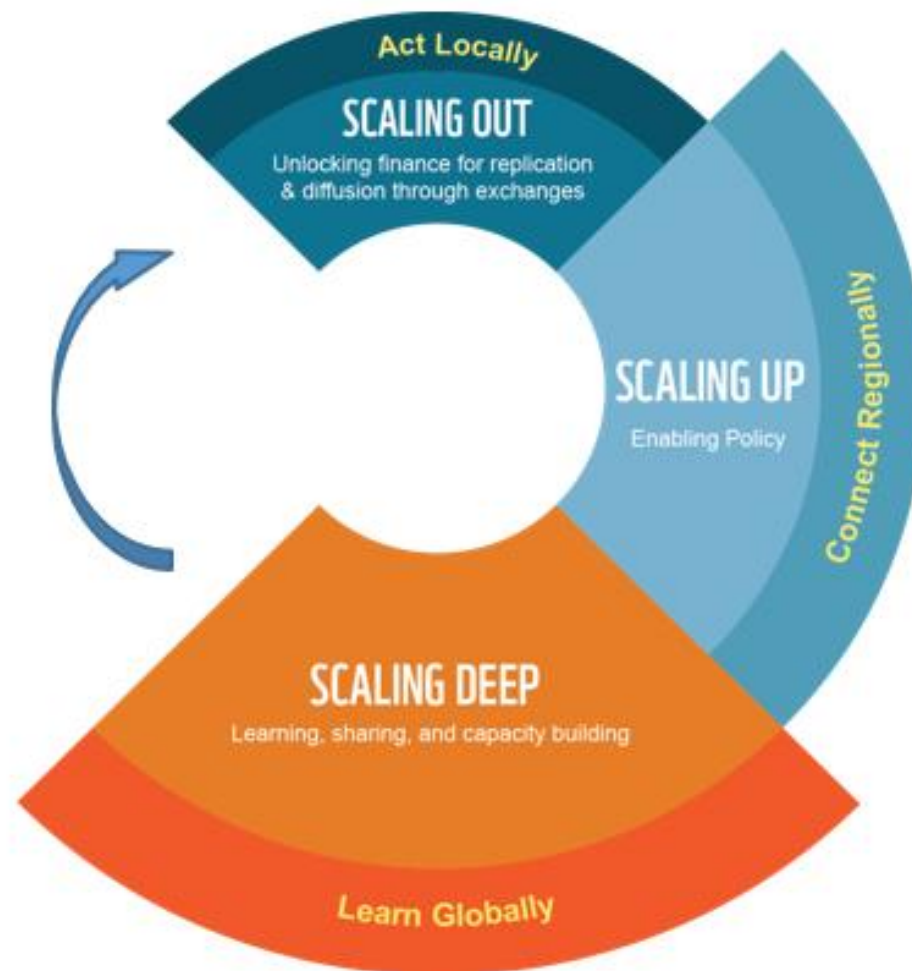 Act Locally
SCALING OUT
Unlocking finance for replication
& diffusion through exchanges
SCALING UP
Enabling Policy
Connect Regionally
SCALING DEEP
Learning, sharing, and capacity building
Learn Globally